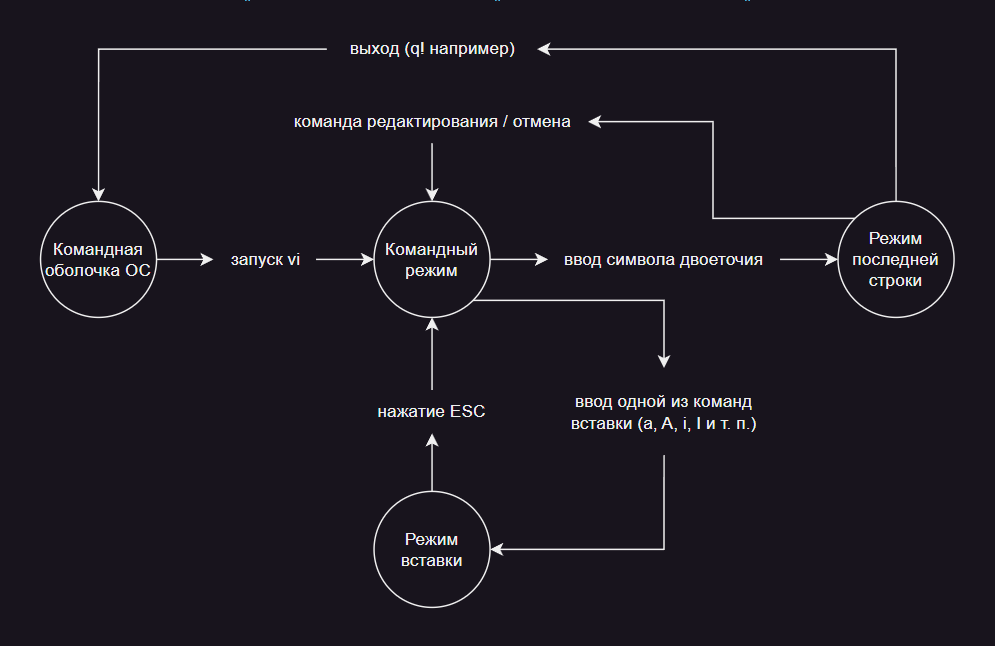 выход (q! например)
команда редактирования / отмена
Командная
оболочка ОС
запуск vi
Командный
режим
ввод символа двоеточия
Режим
последней
строки
нажатие ESC
ввод одной из команд
вставки (a, A, i, I и т. п.)
Режим
вставки